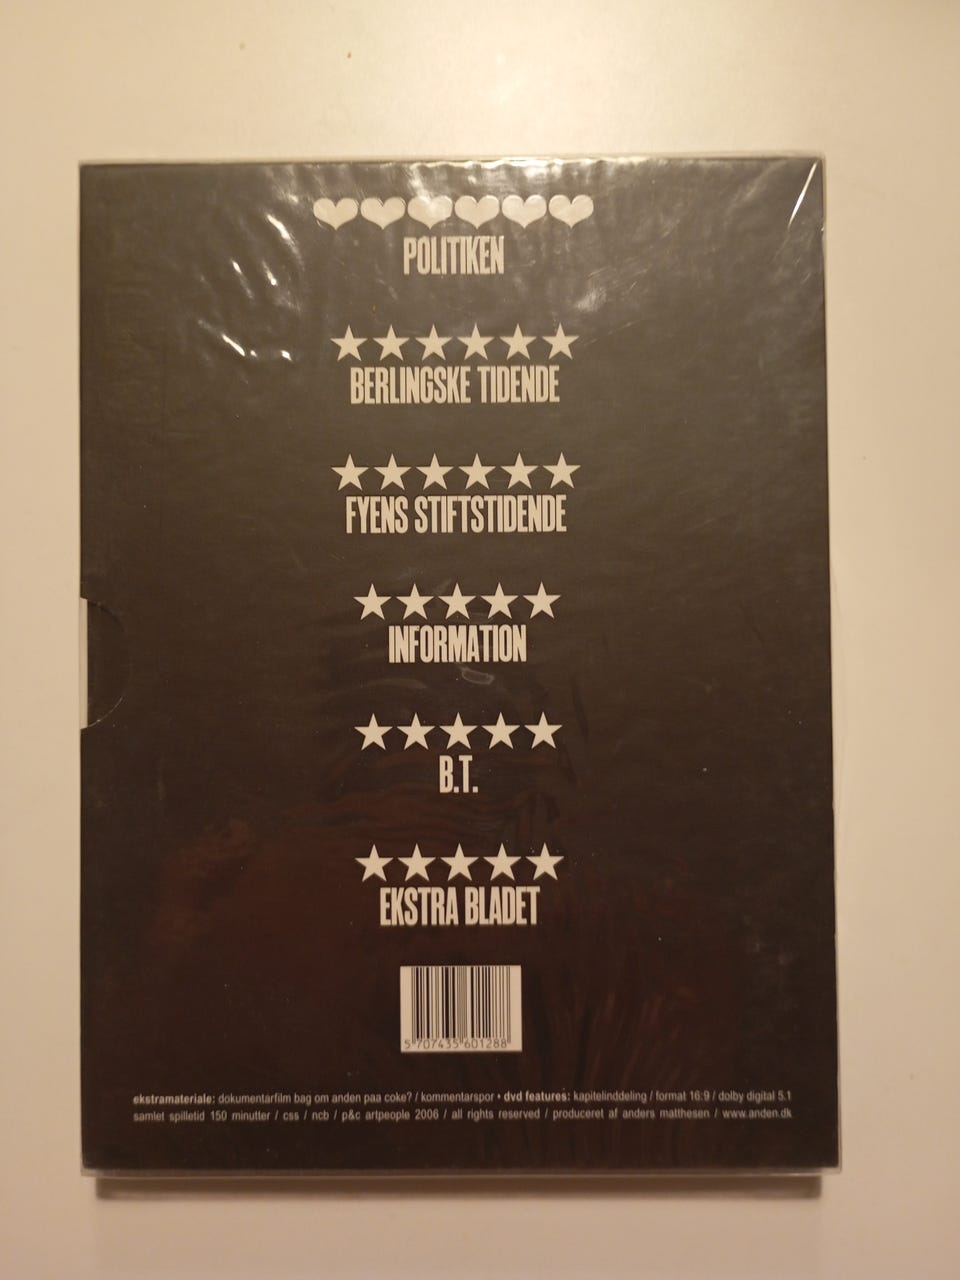 POLITIKEN
BERLINGSKE TIDENDE
FYENS STIFTSTIDENDE
INFORMATION
B.T.
EKSTRA BLADET
5 707435 601288
ekstramateriale: dokumentarfilm bag om anden paa coke? / kommentarspor • dvd features: kapitelinddeling / format 16:9 / dolby digital 5.1
samlet spilletid 150 minutter / css / ncb / p&c artpeople 2006 / all rights reserved / produceret af anders matthesen / www.anden.dk